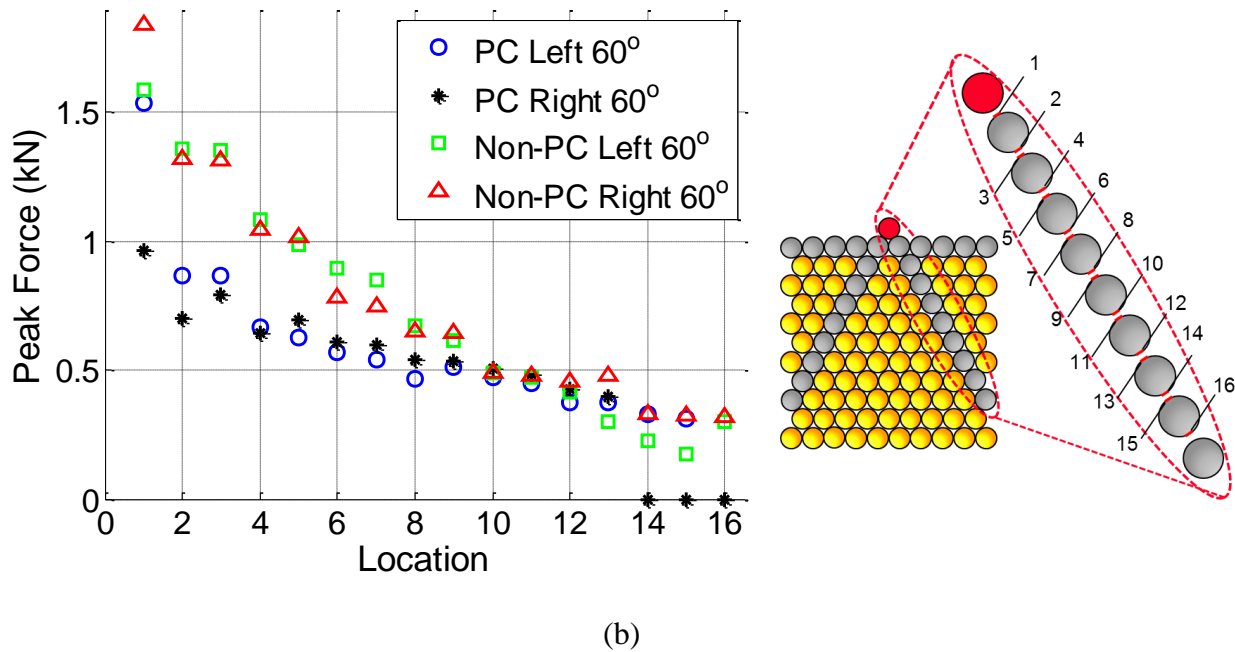 Peak Force (kN)
1.5
1
0.5
0
0 2 4 6 8 10 12 14 16
Location
PC Left 60°
PC Right 60°
Non-PC Left 60°
Non-PC Right 60°
1
2
4
3
6
5
8
7
10
9
12
11
14
13
16
15
(b)